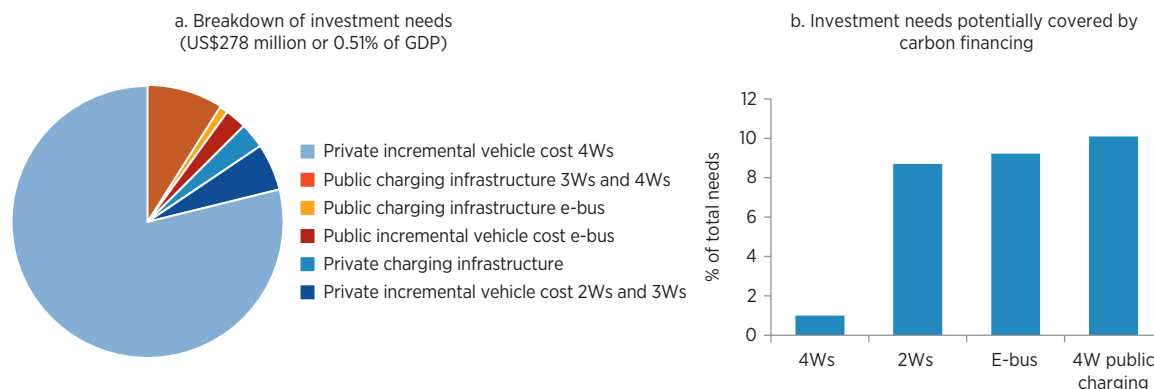 a. Breakdown of investment needs
(US$278 million or 0.51% of GDP)
Private incremental vehicle cost 4Ws
Public charging infrastructure 3Ws and 4Ws
Public charging infrastructure e-bus
Public incremental vehicle cost e-bus
Private charging infrastructure
Private incremental vehicle cost 2Ws and 3Ws
b. Investment needs potentially covered by
carbon financing
% of total needs
12
10
8
6
4
2
0
4Ws
2Ws
E-bus
4W public
charging